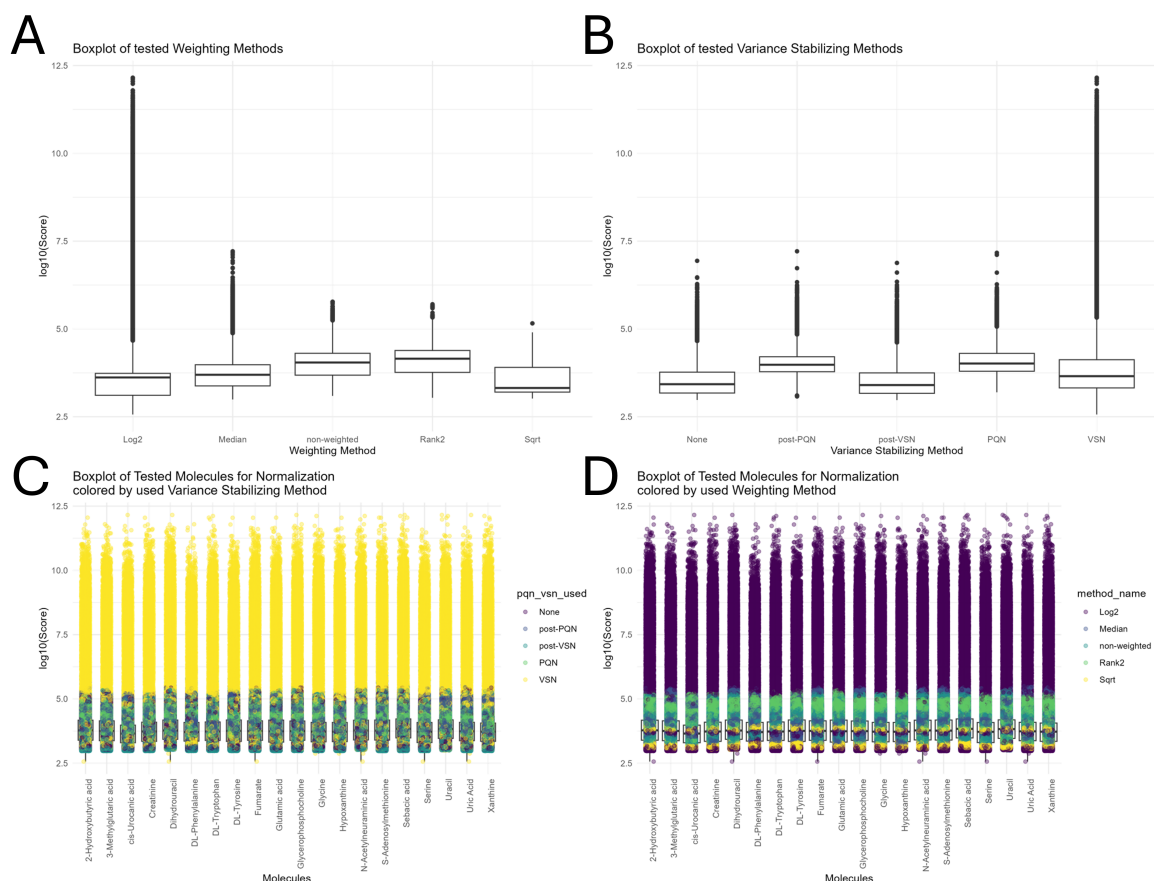 A
Boxplot of tested Weighting Methods
12.5
10.0
7.5
5.0
2.5
log10(Score)
Log2
Median
non-weighted
Rank2
Sqrt
Weighting Method
B
Boxplot of tested Variance Stabilizing Methods
12.5
10.0
7.5
5.0
2.5
log10(Score)
None
post-PQN
post-VSN
PQN
VSN
Variance Stabilizing Method
C
Boxplot of Tested Molecules for Normalization
colored by used Variance Stabilizing Method
12.5
10.0
7.5
5.0
2.5
log10(Score)
2-Hydroxybutyric acid
3-Methylglutaric acid
cis-Urocanic acid
Creatinine
Dihydrouracil
DL-Phenylalanine
DL-Tryptophan
DL-Tyrosine
Fumarate
Glutamic acid
Glycerophosphocholine
Glycine
Hypoxanthine
N-Acetylneuraminic acid
S-Adenosylmethionine
Sebacic acid
Serine
Uracil
Uric Acid
Xanthine
Molecules
pqn_vsn_used
None
post-PQN
post-VSN
PQN
VSN
D
Boxplot of Tested Molecules for Normalization
colored by used Weighting Method
12.5
10.0
7.5
5.0
2.5
log10(Score)
2-Hydroxybutyric acid
3-Methylglutaric acid
cis-Urocanic acid
Creatinine
Dihydrouracil
DL-Phenylalanine
DL-Tryptophan
DL-Tyrosine
Fumarate
Glutamic acid
Glycerophosphocholine
Glycine
Hypoxanthine
N-Acetylneuraminic acid
S-Adenosylmethionine
Sebacic acid
Serine
Uracil
Uric Acid
Xanthine
Molecules
method_name
Log2
Median
non-weighted
Rank2
Sqrt